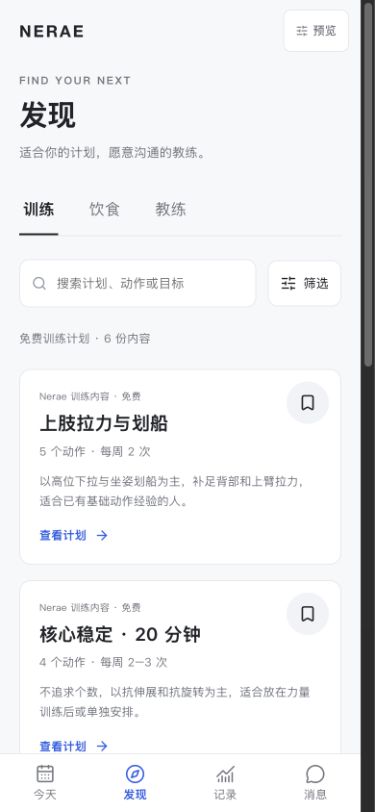 NERAE
预览
FIND YOUR NEXT
发现
适合你的计划，愿意沟通的教练。
训练 饮食 教练
搜索计划、动作或目标
筛选
免费训练计划 · 6 份内容
Nerae 训练内容 · 免费
上肢拉力与划船
5 个动作 · 每周 2 次
以高位下拉与坐姿划船为主，补足背部和上臂拉力，
适合已有基础动作经验的人。
查看计划 →
Nerae 训练内容 · 免费
核心稳定 · 20 分钟
4 个动作 · 每周 2–3 次
不追求个数，以抗伸展和抗旋转为主，适合放在力量
训练后或单独安排。
查看计划 →
今天 发现 记录 消息